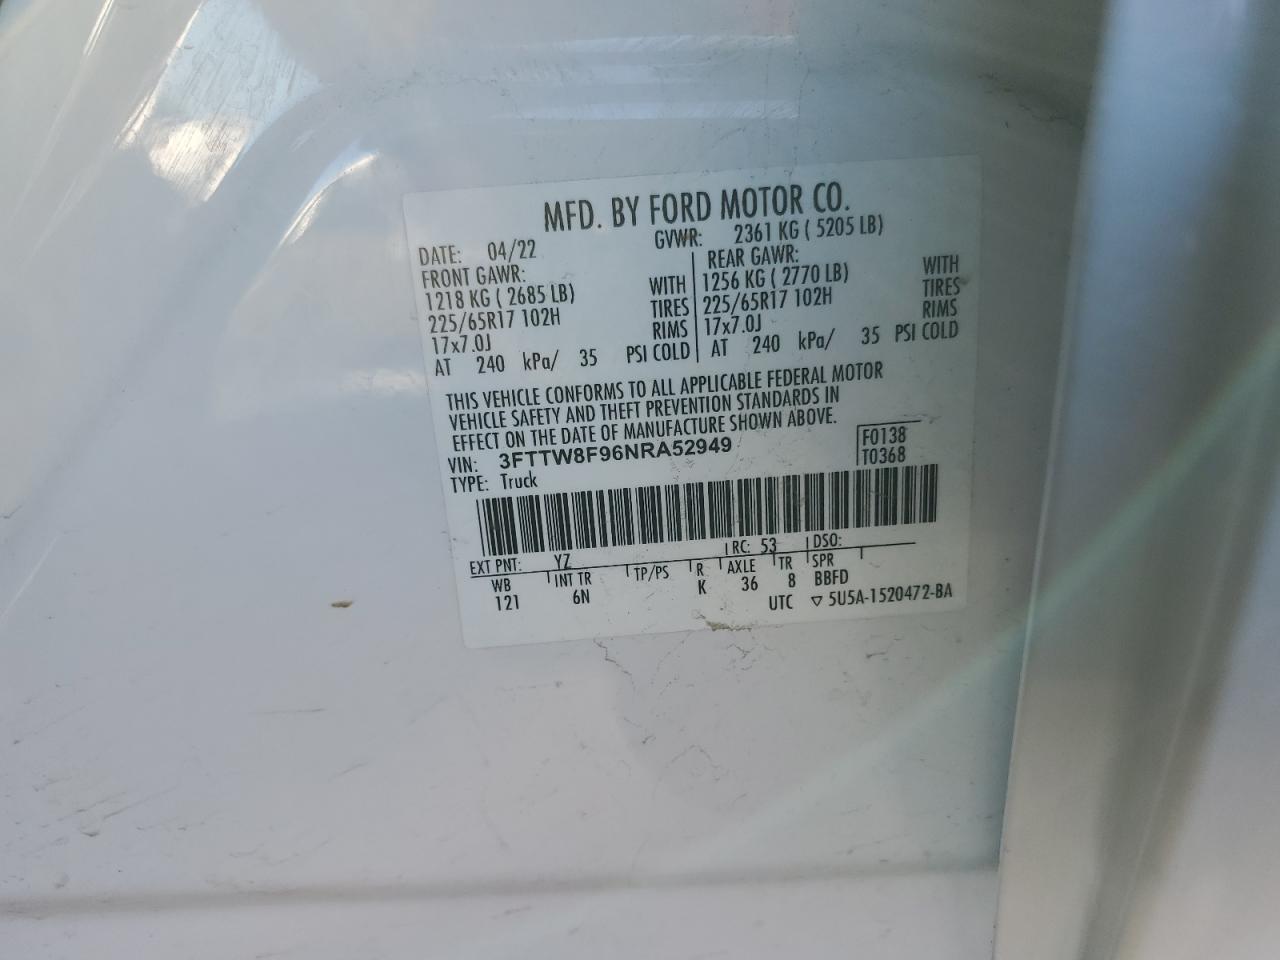 MFD. BY FORD MOTOR CO.
DATE: 04/22 GVWR: 2361 KG ( 5205 LB)
FRONT GAWR:
1218 KG ( 2685 LB) WITH
225/65R17 102H TIRES
17x7.0J RIMS
AT 240 kPa/ 35 PSI COLD
REAR GAWR:
1256 KG ( 2770 LB) WITH
225/65R17 102H TIRES
17x7.0J RIMS
AT 240 kPa/ 35 PSI COLD
THIS VEHICLE CONFORMS TO ALL APPLICABLE FEDERAL MOTOR
VEHICLE SAFETY AND THEFT PREVENTION STANDARDS IN
EFFECT ON THE DATE OF MANUFACTURE SHOWN ABOVE.
VIN: 3FTTW8F96NRA52949
TYPE: Truck
F0138
T0368
EXT PNT: YZ RC: 53 DSO:
WB INT TR TP/PS R AXLE TR SPR
121 6N K 36 8 BBFD
UTC ▽ 5U5A-1520472-BA